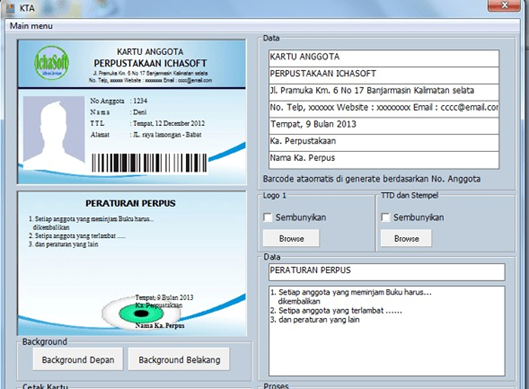 KTA
Main menu
IchaSoft
KARTU ANGGOTA
PERPUSTAKAAN ICHASOFT
Jl. Pramuka Km. 6 No 17 Banjarmasin Kalimatan selata
No. Telp, xxxxxx Website : xxxxxxxx Email : cccc@email.com
No Anggota : 1234
Nama : Deni
TTL : Tempat, 12 December 2012
Alamat : JL. raya lamongan - Babat
PERATURAN PERPUS
1. Setiap anggota yang meminjam Buku harus..
dikembalikan
2. Setipa anggota yang terlambat .....
3. dan peraturan yang lain
Tempat, 9 Bulan 2013
Ka. Perpustakaan
Nama Ka. Perpus
Background
Background Depan
Background Belakang
Cetak Kartu
Data
KARTU ANGGOTA
PERPUSTAKAAN ICHASOFT
Jl. Pramuka Km. 6 No 17 Banjarmasin Kalimatan selata
No. Telp, xxxxxx Website : xxxxxxxx Email : cccc@email.con
Tempat, 9 Bulan 2013
Ka. Perpustakaan
Nama Ka. Perpus
Barcode ataomatis di generate berdasarkan No. Anggota
Logo 1
Sembunyikan
Browse
TTD dan Stempel
Sembunyikan
Browse
Data
PERATURAN PERPUS
1. Setiap anggota yang meminjam Buku harus...
dikembalikan
2. Setipa anggota yang terlambat ......
3. dan peraturan yang lain
Proses